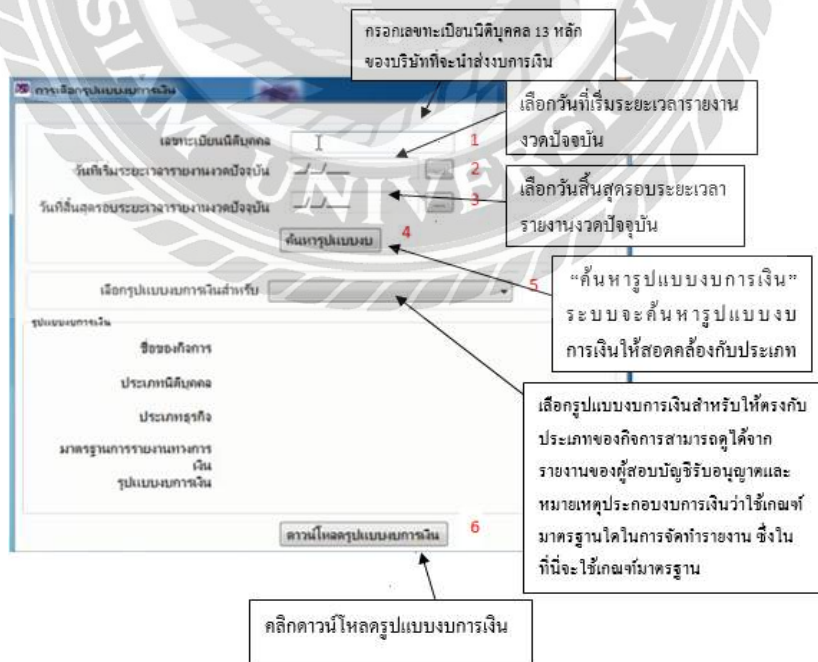 กรอกเลขทะเบียนนิติบุคคล 13 หลัก
ของบริษัทที่จะนำส่งงบการเงิน
การเลือกรูปแบบงบการเงิน
เลขทะเบียนนิติบุคคล
1
เลือกวันที่เริ่มระยะเวลารายงาน
งวดปัจจุบัน
วันที่เริ่มระยะเวลารายงานงวดปัจจุบัน
_/_/__
2
วันที่สิ้นสุดรอบระยะเวลารายงานงวดปัจจุบัน
_/_/__
3
เลือกวันสิ้นสุดรอบระยะเวลา
รายงานงวดปัจจุบัน
ค้นหารูปแบบงบ
4
UNIVERSITY
เลือกรูปแบบงบการเงินสำหรับ
5
“ค้นหารูปแบบงบการเงิน”
ระบบจะค้นหารูปแบบงบ
การเงินให้สอดคล้องกับประเภท
รูปแบบงบการเงิน
ชื่อของกิจการ
ประเภทนิติบุคคล
ประเภทธุรกิจ
มาตรฐานการรายงานทางการ
เงิน
รูปแบบงบการเงิน
เลือกรูปแบบงบการเงินสำหรับให้ตรงกับ
ประเภทของกิจการสามารถดูได้จาก
รายงานของผู้สอบบัญชีรับอนุญาตและ
หมายเหตุประกอบงบการเงินว่าใช้เกณฑ์
มาตรฐานใดในการจัดทำรายงาน ซึ่งใน
ที่นี่จะใช้เกณฑ์มาตรฐาน
ดาวน์โหลดรูปแบบงบการเงิน
6
คลิกดาวน์โหลดรูปแบบงบการเงิน